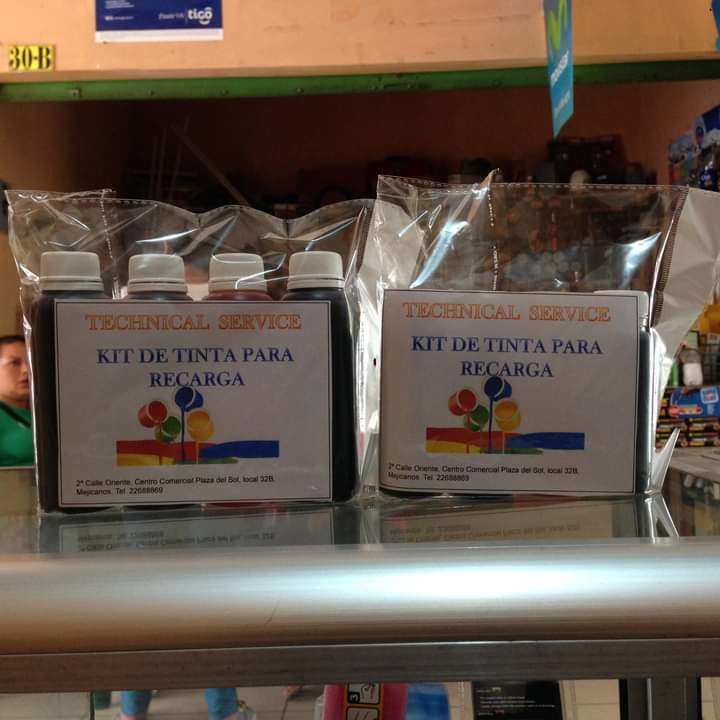 tigo
30-B
movistar
TECHNICAL SERVICE
KIT DE TINTA PARA
RECARGA
2ª Calle Oriente, Centro Comercial Plaza del Sol, local 32B,
Mejicanos. Tel. 22688869
TECHNICAL SERVICE
KIT DE TINTA PARA
RECARGA
2ª Calle Oriente, Centro Comercial Plaza del Sol, local 32B,
Mejicanos. Tel. 22688869